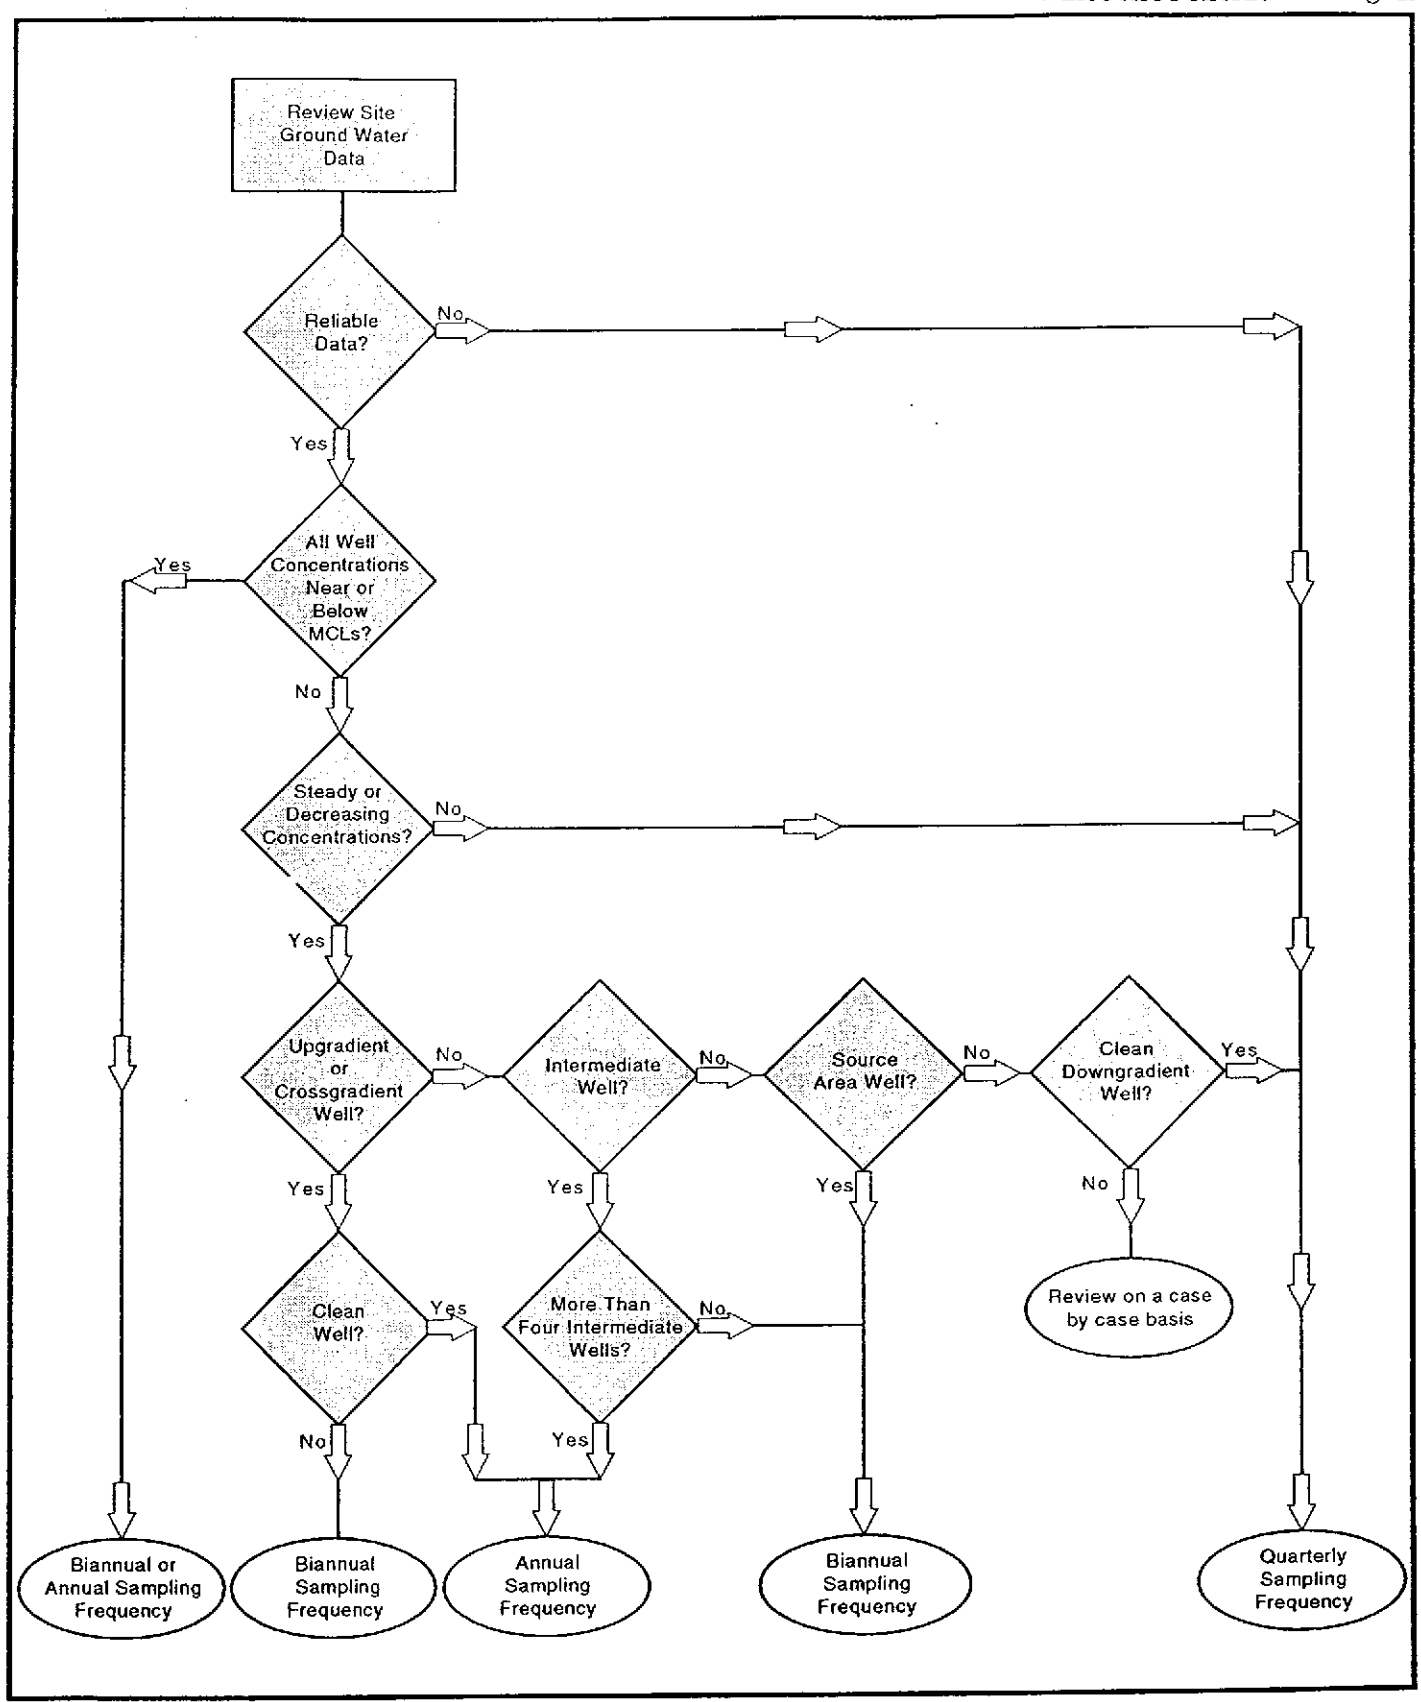 Review Site
Ground Water
Data
Reliable
Data?
No
Yes
All Well
Concentrations
Near or
Below
MCLs?
Yes
No
Steady or
Decreasing
Concentrations?
No
Yes
Upgradient
or
Crossgradient
Well?
No
Intermediate
Well?
No
Source
Area Well?
No
Clean
Downgradient
Well?
Yes
Yes
Yes
Yes
No
Clean
Well?
Yes
More Than
Four Intermediate
Wells?
No
Review on a case
by case basis
No
Yes
Biannual or
Annual Sampling
Frequency
Biannual
Sampling
Frequency
Annual
Sampling
Frequency
Biannual
Sampling
Frequency
Quarterly
Sampling
Frequency